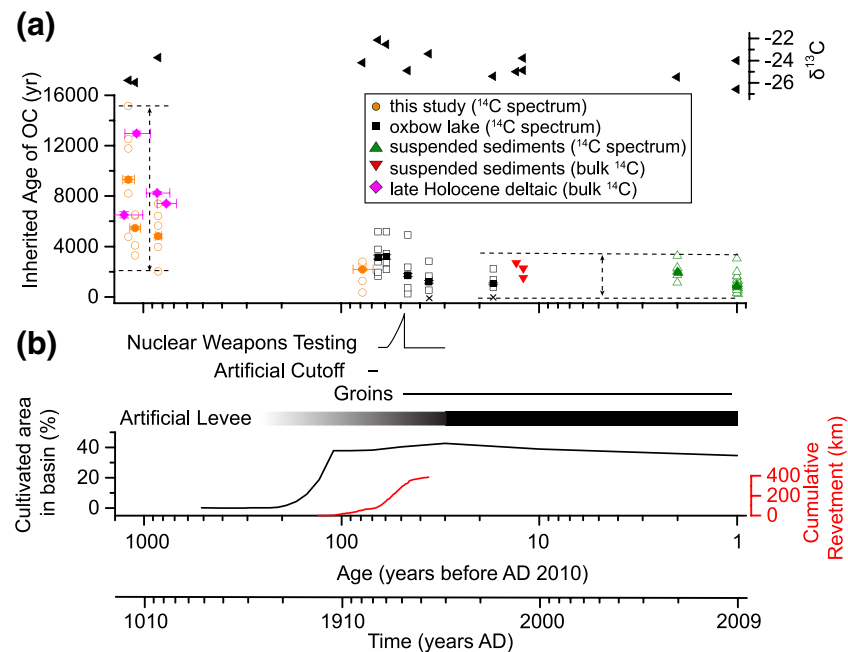 (a)
-22
-24
-26
δ¹³C
16000
12000
8000
4000
0
Inherited Age of OC (yr)
this study (¹⁴C spectrum)
oxbow lake (¹⁴C spectrum)
suspended sediments (¹⁴C spectrum)
suspended sediments (bulk ¹⁴C)
late Holocene deltaic (bulk ¹⁴C)
(b)
Nuclear Weapons Testing
Artificial Cutoff
Groins
Artificial Levee
Cultivated area
in basin (%)
40
20
0
400
200
0
Cumulative
Revetment (km)
1000 100 10 1
Age (years before AD 2010)
1010 1910 2000 2009
Time (years AD)